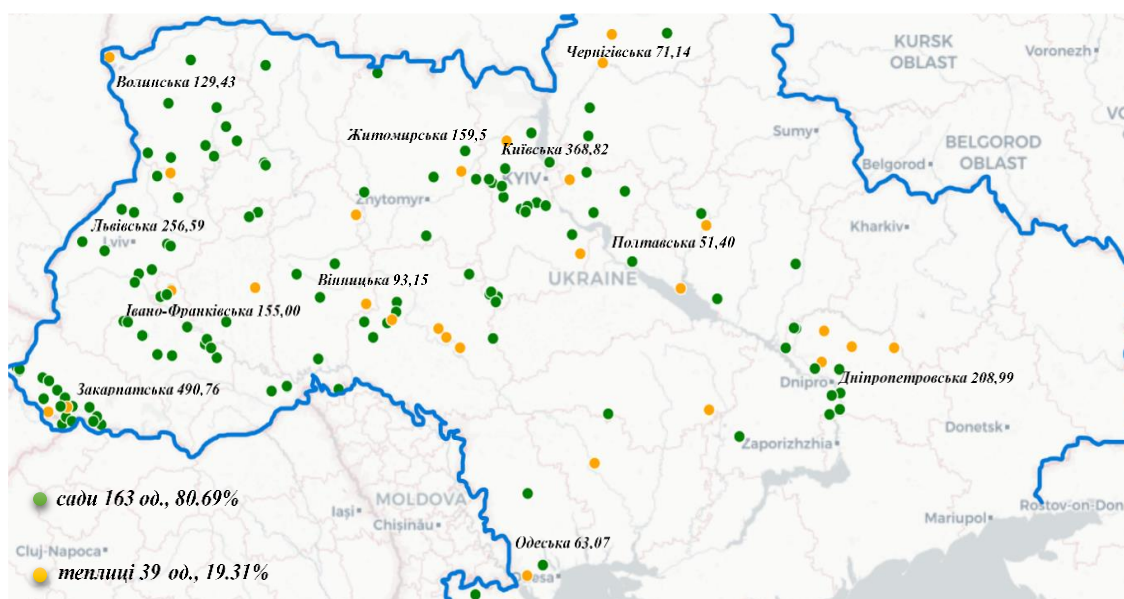 KURSK
OBLAST
Voronezh
Чернігівська 71,14
Волинська 129,43
Sumy
Житомирська 159,5
Київська 368,82
BELGOROD
OBLAST
Belgorod
KYIV
Zhytomyr
Львівська 256,59
Lviv
Полтавська 51,40
Kharkiv
Вінницька 93,15
UKRAINE
Івано-Франківська 155,00
Закарпатська 490,76
Dnipro
Дніпропетровська 208,99
Zaporizhzhia
Donetsk
MOLDOVA
сади 163 од., 80.69%
Iași
Chișinău
Mariupol
Rostov-on-Don
Cluj-Napoca
Одеська 63,07
теплиці 39 од., 19.31%